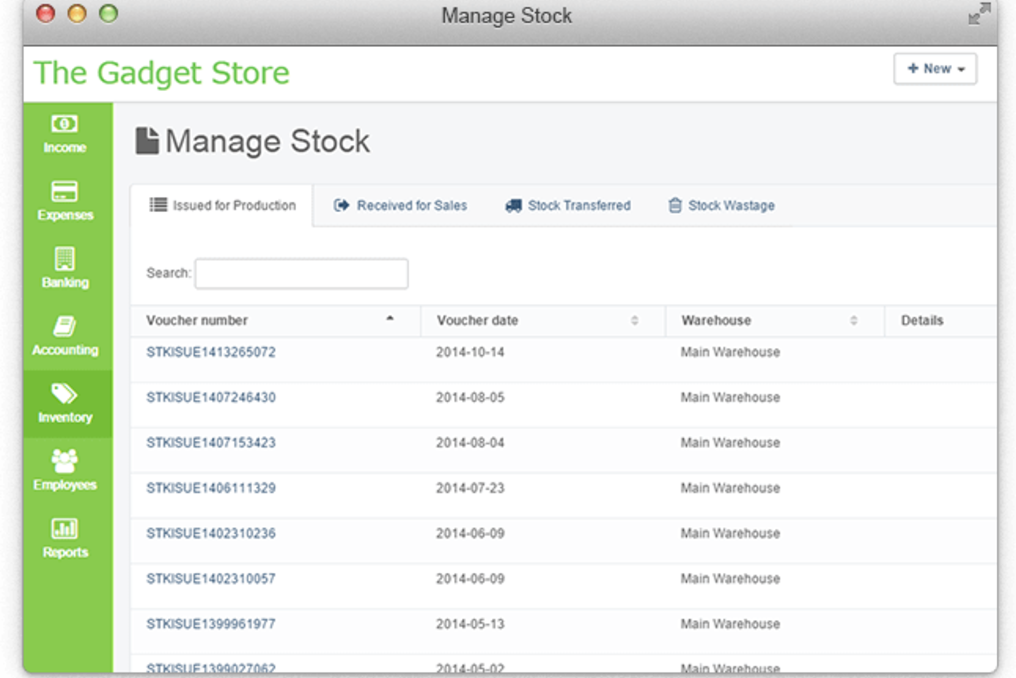 Manage Stock
The Gadget Store
+ New
Income
Expenses
Banking
Accounting
Inventory
Employees
Reports
Manage Stock
Issued for Production Received for Sales Stock Transferred Stock Wastage
Search:
Voucher number Voucher date Warehouse Details
STKISUE1413265072 2014-10-14 Main Warehouse
STKISUE1407246430 2014-08-05 Main Warehouse
STKISUE1407153423 2014-08-04 Main Warehouse
STKISUE1406111329 2014-07-23 Main Warehouse
STKISUE1402310236 2014-06-09 Main Warehouse
STKISUE1402310057 2014-06-09 Main Warehouse
STKISUE1399961977 2014-05-13 Main Warehouse
STKISUE1399027062 2014-05-02 Main Warehouse